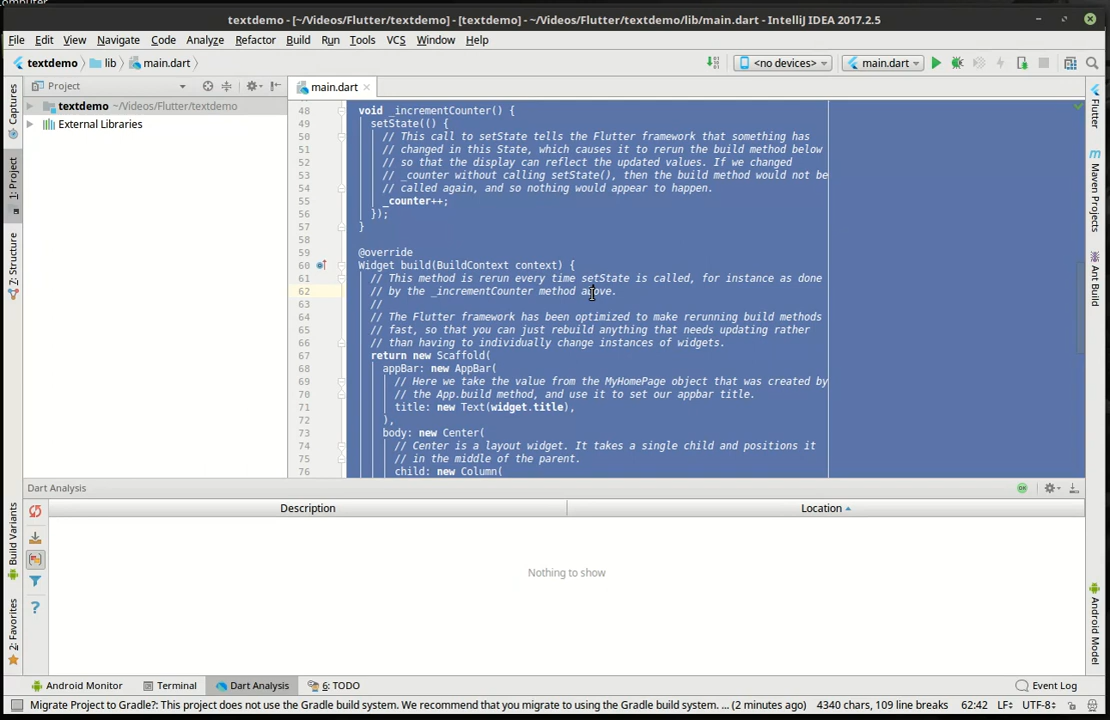 textdemo - [~/Videos/Flutter/textdemo] - [textdemo] - ~/Videos/Flutter/textdemo/lib/main.dart - IntelliJ IDEA 2017.2.5
File Edit View Navigate Code Analyze Refactor Build Run Tools VCS Window Help
textdemo lib main.dart <no devices> main.dart
Project main.dart
textdemo ~/Videos/Flutter/textdemo
External Libraries
Captures
1: Project
7: Structure
Build Variants
2: Favorites
48 void _incrementCounter() {
49 setState(() {
50 // This call to setState tells the Flutter framework that something has
51 // changed in this State, which causes it to rerun the build method below
52 // so that the display can reflect the updated values. If we changed
53 // _counter without calling setState(), then the build method would not be
54 // called again, and so nothing would appear to happen.
55 _counter++;
56 });
57 }
58
59 @override
60 Widget build(BuildContext context) {
61 // This method is rerun every time setState is called, for instance as done
62 // by the _incrementCounter method above.
63 //
64 // The Flutter framework has been optimized to make rerunning build methods
65 // fast, so that you can just rebuild anything that needs updating rather
66 // than having to individually change instances of widgets.
67 return new Scaffold(
68 appBar: new AppBar(
69 // Here we take the value from the MyHomePage object that was created by
70 // the App.build method, and use it to set our appbar title.
71 title: new Text(widget.title),
72 ),
73 body: new Center(
74 // Center is a layout widget. It takes a single child and positions it
75 // in the middle of the parent.
76 child: new Column(
Flutter
Maven Projects
Ant Build
Android Model
Dart Analysis
Description Location
Nothing to show
Android Monitor Terminal Dart Analysis 6: TODO Event Log
Migrate Project to Gradle?: This project does not use the Gradle build system. We recommend that you migrate to using the Gradle build system. ... (2 minutes ago) 4340 chars, 109 line breaks 62:42 LF÷ UTF-8÷